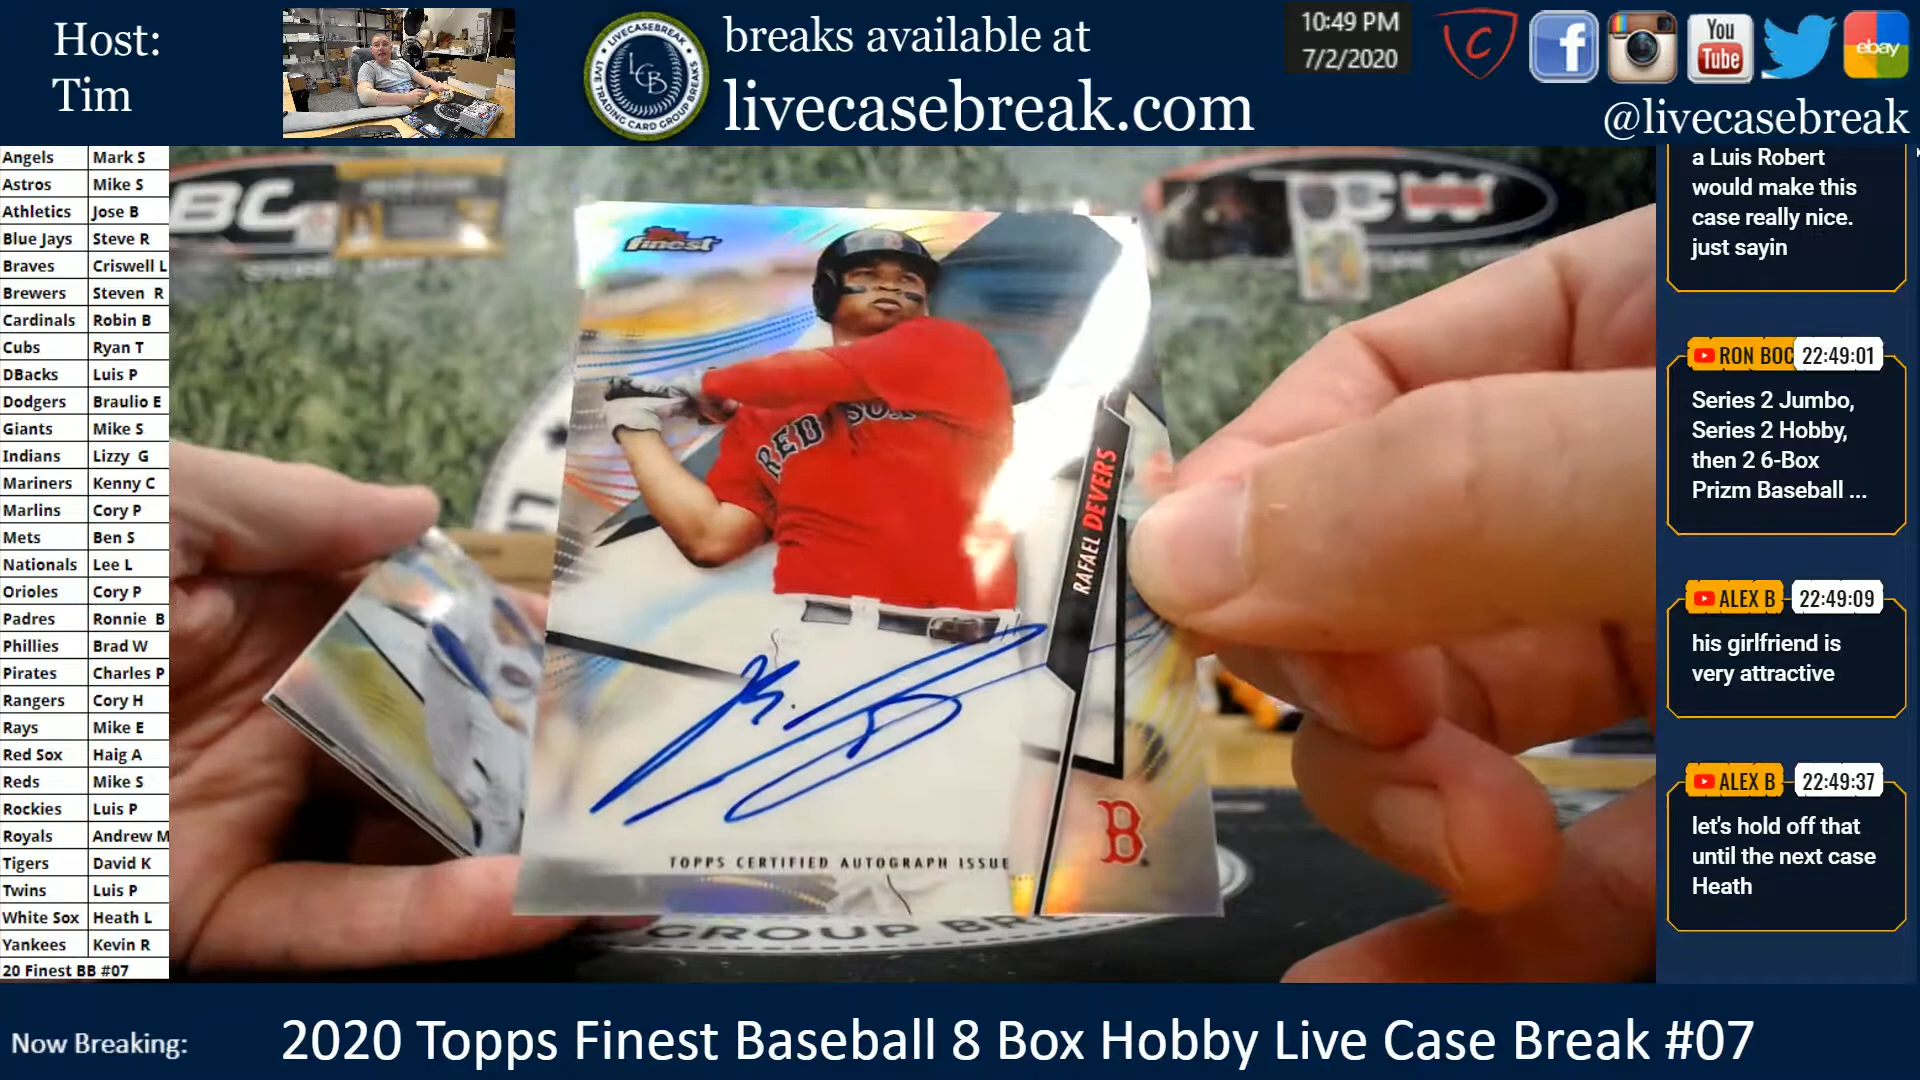 Host:
Tim
LIVECASEBREAK
LCB
LIVE TRADING CARD GROUP BREAKS
breaks available at
livecasebreak.com
10:49 PM
7/2/2020
C
f
You
Tube
ebay
@livecasebreak
Angels Mark S
Astros Mike S
Athletics Jose B
Blue Jays Steve R
Braves Criswell L
Brewers Steven R
Cardinals Robin B
Cubs Ryan T
DBacks Luis P
Dodgers Braulio E
Giants Mike S
Indians Lizzy G
Mariners Kenny C
Marlins Cory P
Mets Ben S
Nationals Lee L
Orioles Cory P
Padres Ronnie B
Phillies Brad W
Pirates Charles P
Rangers Cory H
Rays Mike E
Red Sox Haig A
Reds Mike S
Rockies Luis P
Royals Andrew M
Tigers David K
Twins Luis P
White Sox Heath L
Yankees Kevin R
20 Finest BB #07
BC
finest
RED SOX
RAFAEL DEVERS
B
TOPPS CERTIFIED AUTOGRAPH ISSUE
GROUP BRE
a Luis Robert
would make this
case really nice.
just sayin
RON BOC 22:49:01
Series 2 Jumbo,
Series 2 Hobby,
then 2 6-Box
Prizm Baseball ...
ALEX B 22:49:09
his girlfriend is
very attractive
ALEX B 22:49:37
let's hold off that
until the next case
Heath
Now Breaking:
2020 Topps Finest Baseball 8 Box Hobby Live Case Break #07